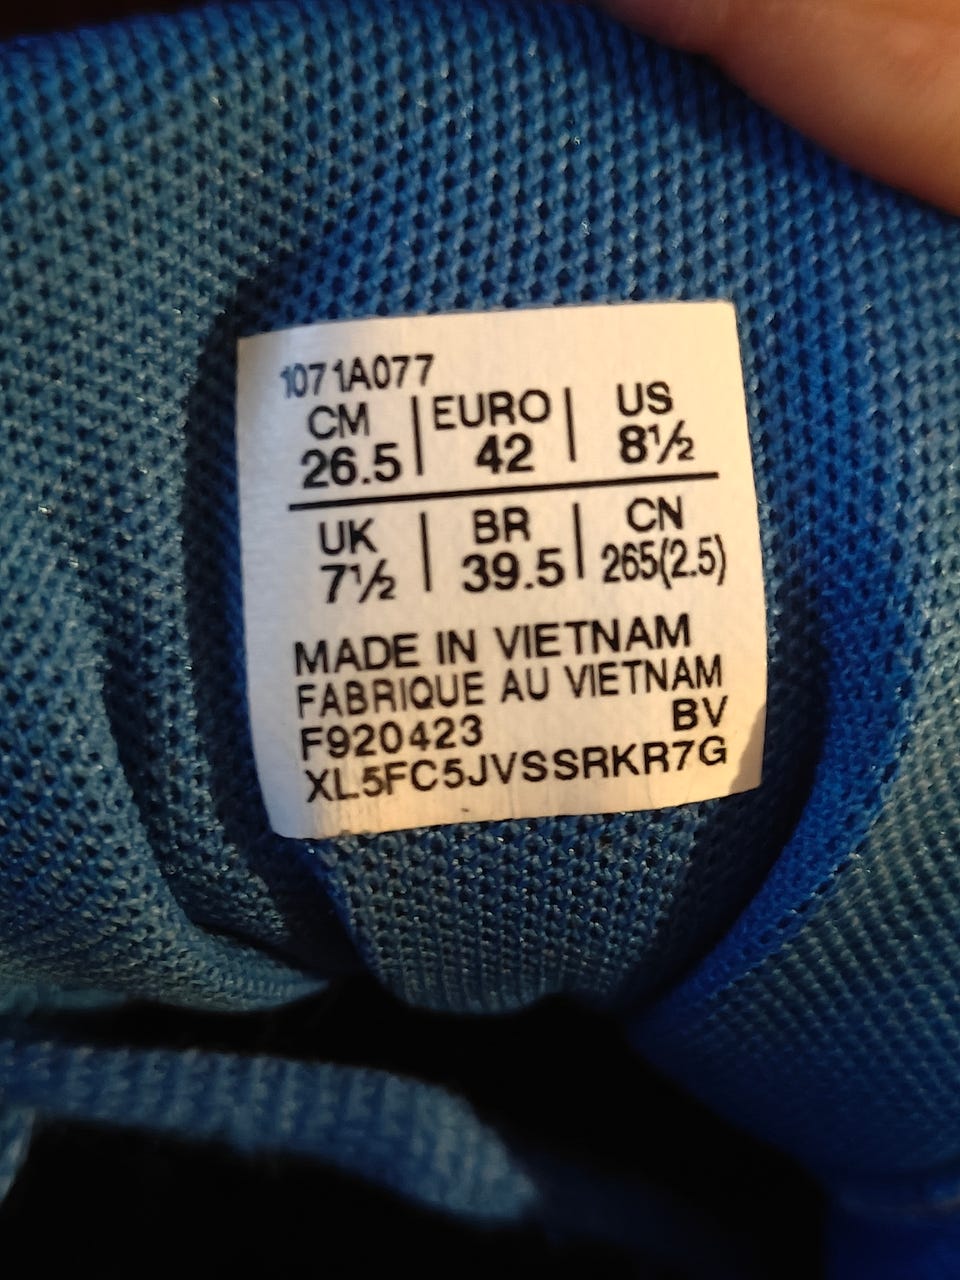 1071A077
CM | EURO | US
26.5 | 42 | 8½
UK | BR | CN
7½ | 39.5 | 265(2.5)
MADE IN VIETNAM
FABRIQUE AU VIETNAM
F920423 BV
XL5FC5JVSSRKR7G